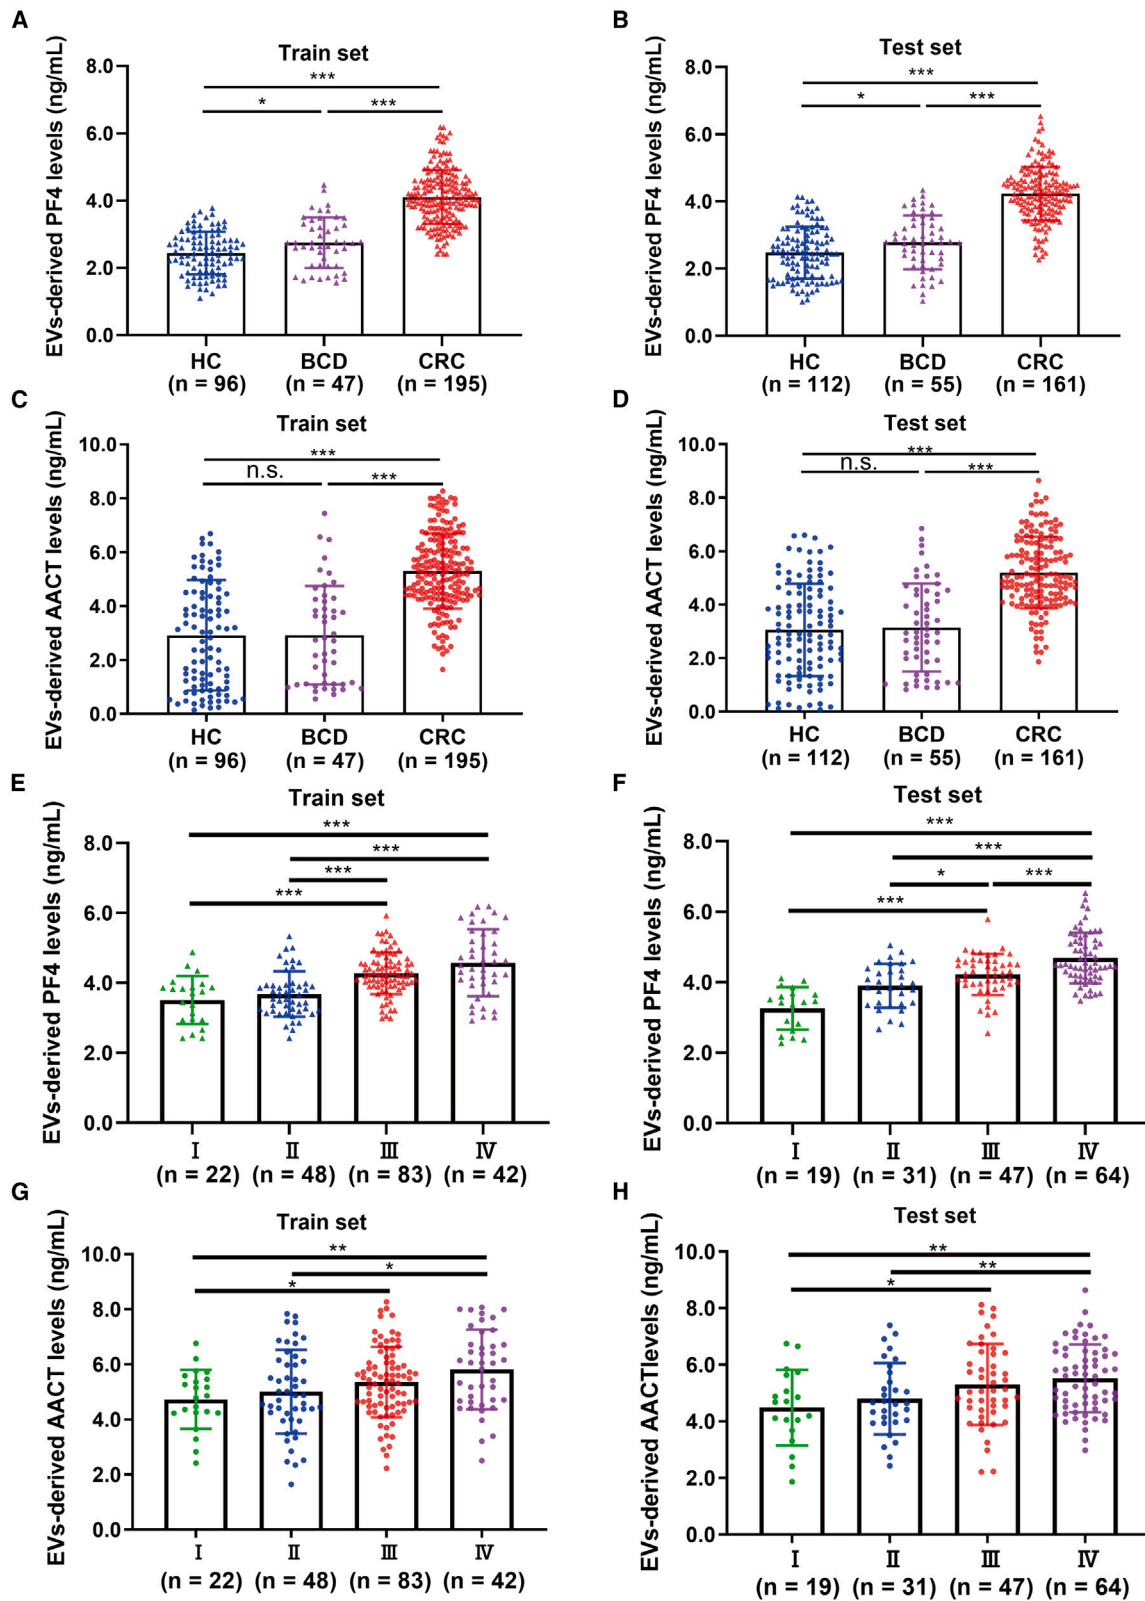 A
Train set
EVs-derived PF4 levels (ng/mL)
8.0
6.0
4.0
2.0
0.0
***
* ***
HC BCD CRC
(n = 96) (n = 47) (n = 195)
B
Test set
EVs-derived PF4 levels (ng/mL)
8.0
6.0
4.0
2.0
0.0
***
* ***
HC BCD CRC
(n = 112) (n = 55) (n = 161)
C
Train set
EVs-derived AACT levels (ng/mL)
10.0
8.0
6.0
4.0
2.0
0.0
***
n.s. ***
HC BCD CRC
(n = 96) (n = 47) (n = 195)
D
Test set
EVs-derived AACT levels (ng/mL)
10.0
8.0
6.0
4.0
2.0
0.0
***
n.s. ***
HC BCD CRC
(n = 112) (n = 55) (n = 161)
E
Train set
EVs-derived PF4 levels (ng/mL)
8.0
6.0
4.0
2.0
0.0
***
***
***
***
I II III IV
(n = 22) (n = 48) (n = 83) (n = 42)
F
Test set
EVs-derived PF4 levels (ng/mL)
8.0
6.0
4.0
2.0
0.0
***
***
* ***
***
I II III IV
(n = 19) (n = 31) (n = 47) (n = 64)
G
Train set
EVs-derived AACT levels (ng/mL)
10.0
8.0
6.0
4.0
2.0
0.0
**
*
*
I II III IV
(n = 22) (n = 48) (n = 83) (n = 42)
H
Test set
EVs-derived AACTlevels (ng/mL)
10.0
8.0
6.0
4.0
2.0
0.0
**
**
*
I II III IV
(n = 19) (n = 31) (n = 47) (n = 64)